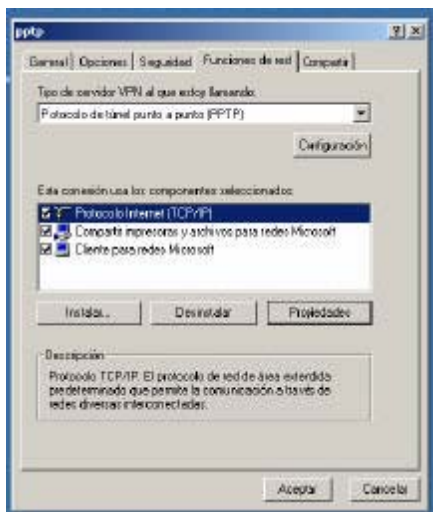 pptp
General Opciones Seguridad Funciones de red Compartir
Tipo de servidor VPN al que estoy llamando:
Protocolo de túnel punto a punto (PPTP)
Configuración
Esta conexión usa los componentes seleccionados:
Protocolo Internet (TCP/IP)
Compartir impresoras y archivos para redes Microsoft
Cliente para redes Microsoft
Instalar... Desinstalar Propiedades
Descripción
Protocolo TCP/IP. El protocolo de red de área extendida
predeterminado que permite la comunicación a través de
redes diversas interconectadas.
Aceptar Cancelar